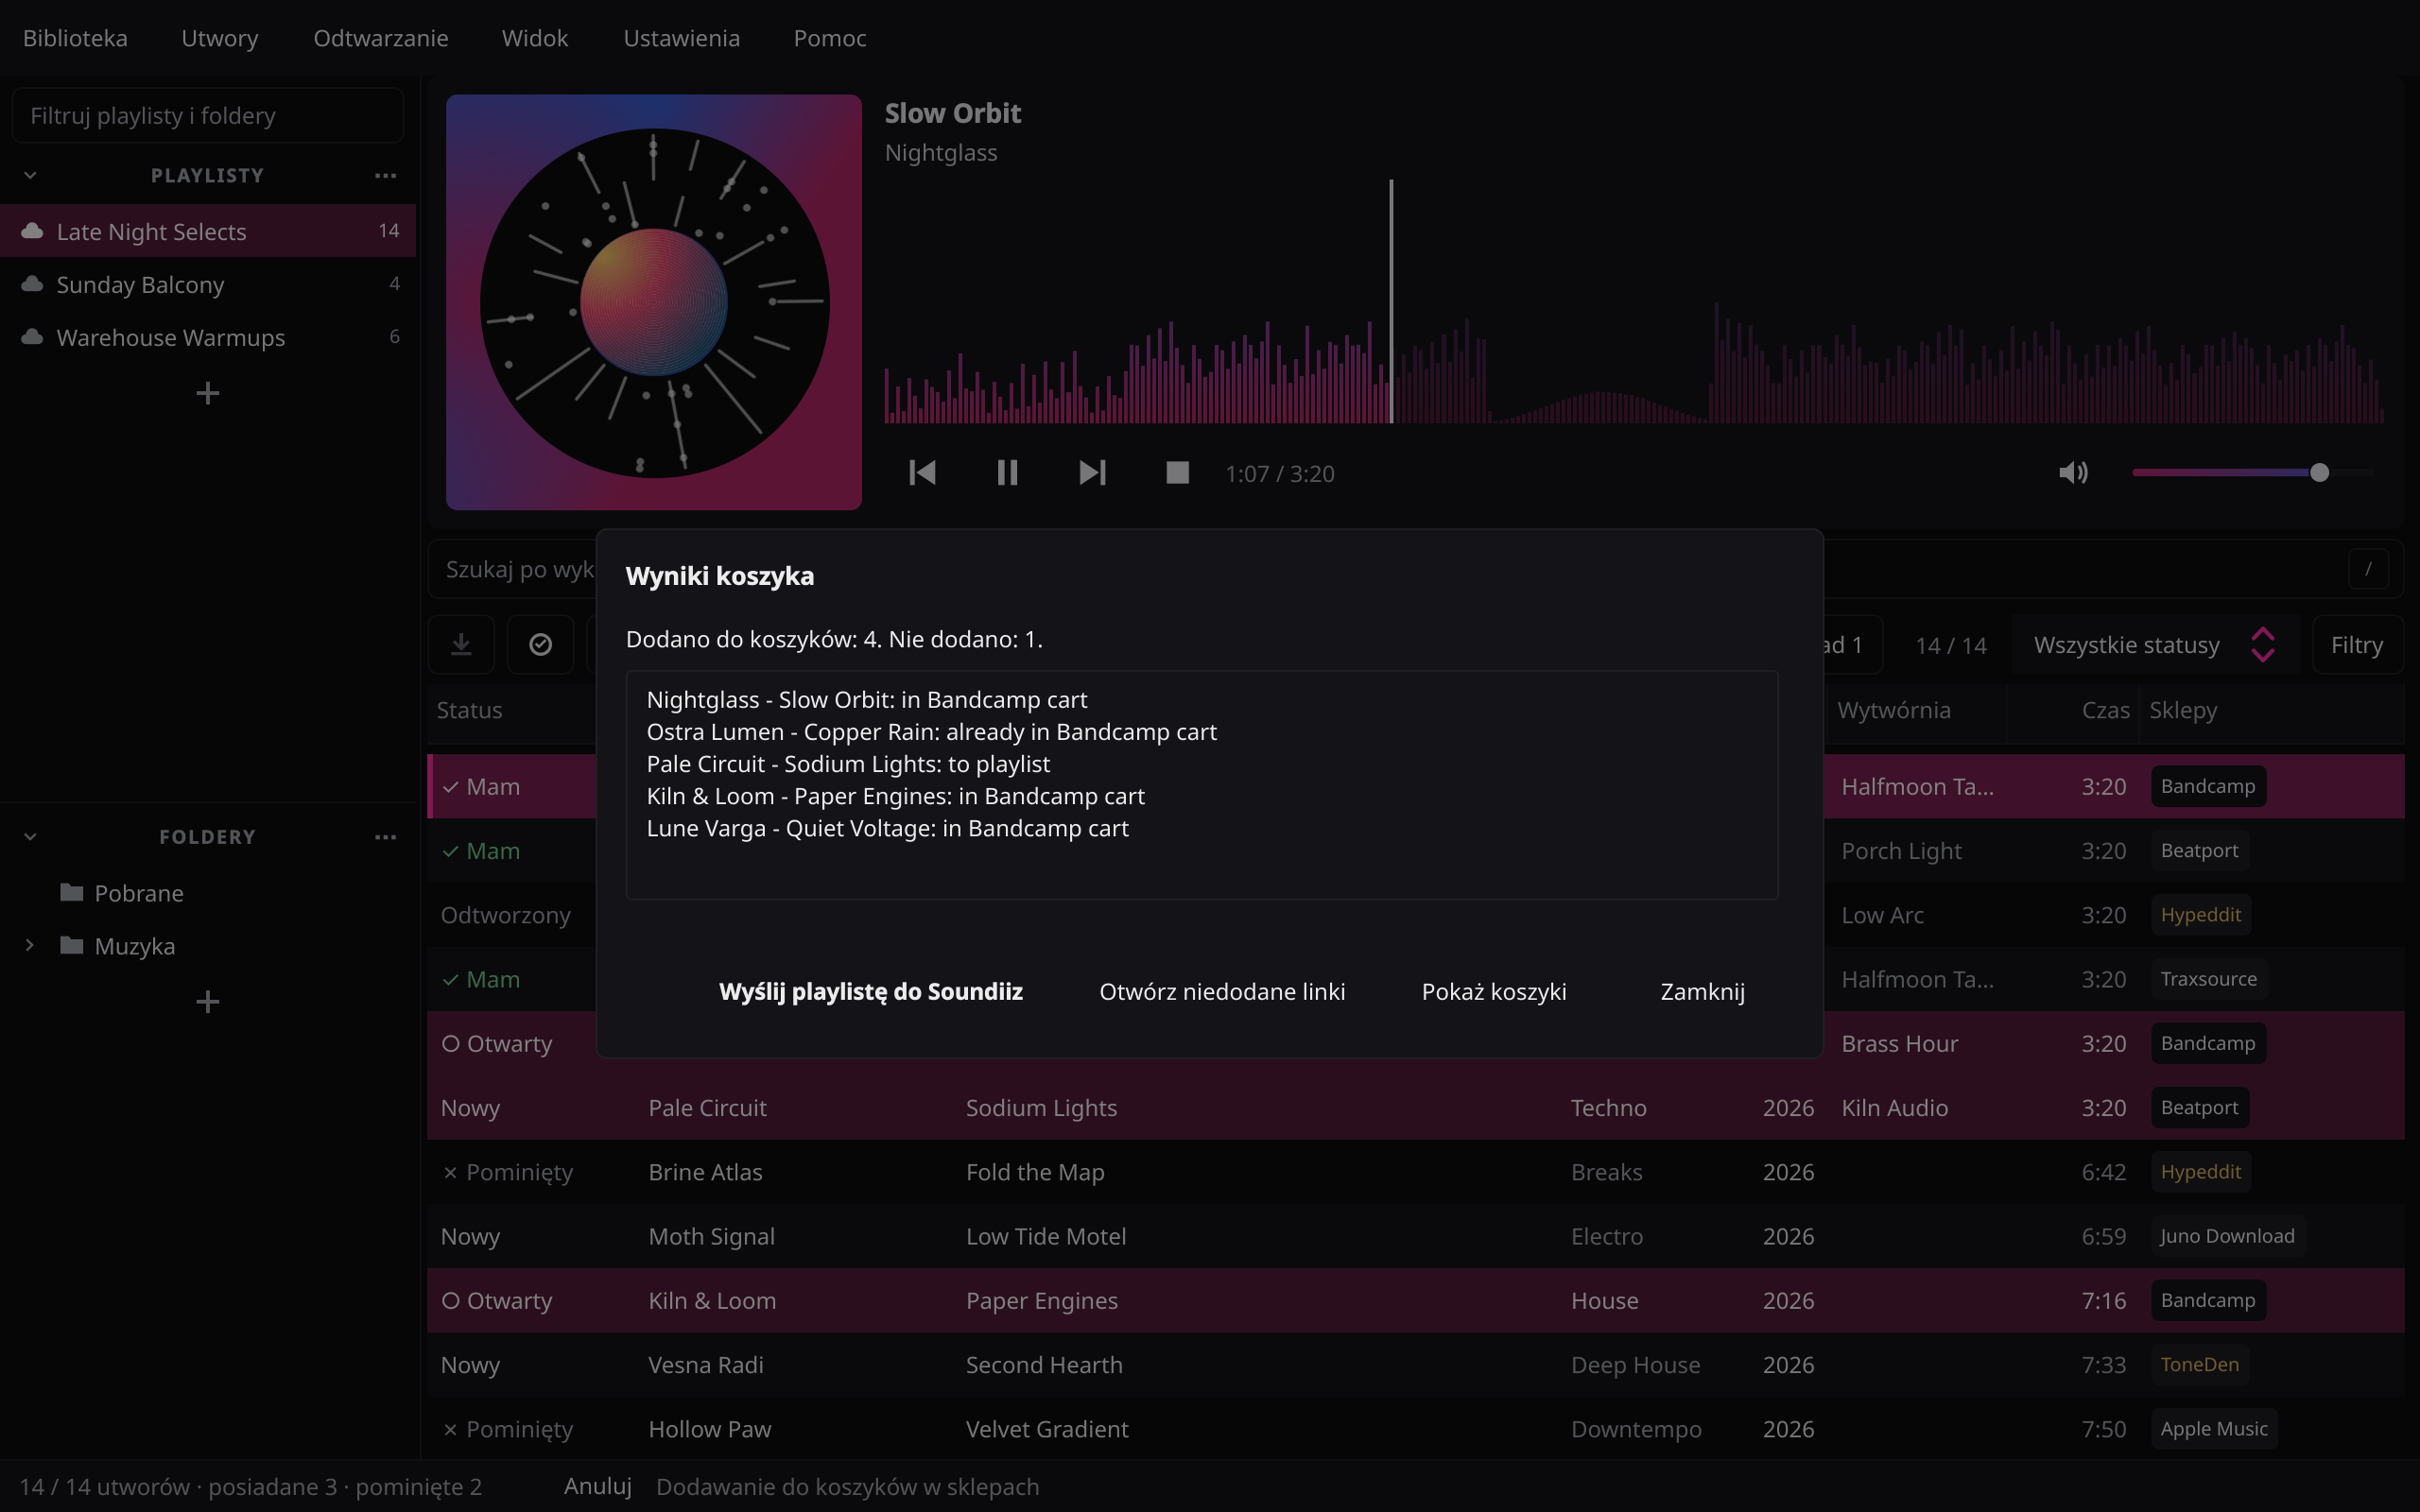 Biblioteka Utwory Odtwarzanie Widok Ustawienia Pomoc
Filtruj playlisty i foldery
PLAYLISTY
Late Night Selects 14
Sunday Balcony 4
Warehouse Warmups 6
FOLDERY
Pobrane
Muzyka
Slow Orbit
Nightglass
1:07 / 3:20
Szukaj po wyk
/
ad 1 14 / 14 Wszystkie statusy Filtry
Status Wytwórnia Czas Sklepy
Mam Halfmoon Ta... 3:20 Bandcamp
Mam Porch Light 3:20 Beatport
Odtworzony Low Arc 3:20 Hypeddit
Mam Halfmoon Ta... 3:20 Traxsource
Otwarty Brass Hour 3:20 Bandcamp
Nowy Pale Circuit Sodium Lights Techno 2026 Kiln Audio 3:20 Beatport
Pominięty Brine Atlas Fold the Map Breaks 2026 6:42 Hypeddit
Nowy Moth Signal Low Tide Motel Electro 2026 6:59 Juno Download
Otwarty Kiln & Loom Paper Engines House 2026 7:16 Bandcamp
Nowy Vesna Radi Second Hearth Deep House 2026 7:33 ToneDen
Pominięty Hollow Paw Velvet Gradient Downtempo 2026 7:50 Apple Music
Wyniki koszyka
Dodano do koszyków: 4. Nie dodano: 1.
Nightglass - Slow Orbit: in Bandcamp cart
Ostra Lumen - Copper Rain: already in Bandcamp cart
Pale Circuit - Sodium Lights: to playlist
Kiln & Loom - Paper Engines: in Bandcamp cart
Lune Varga - Quiet Voltage: in Bandcamp cart
Wyślij playlistę do Soundiiz Otwórz niedodane linki Pokaż koszyki Zamknij
14 / 14 utworów · posiadane 3 · pominięte 2 Anuluj Dodawanie do koszyków w sklepach